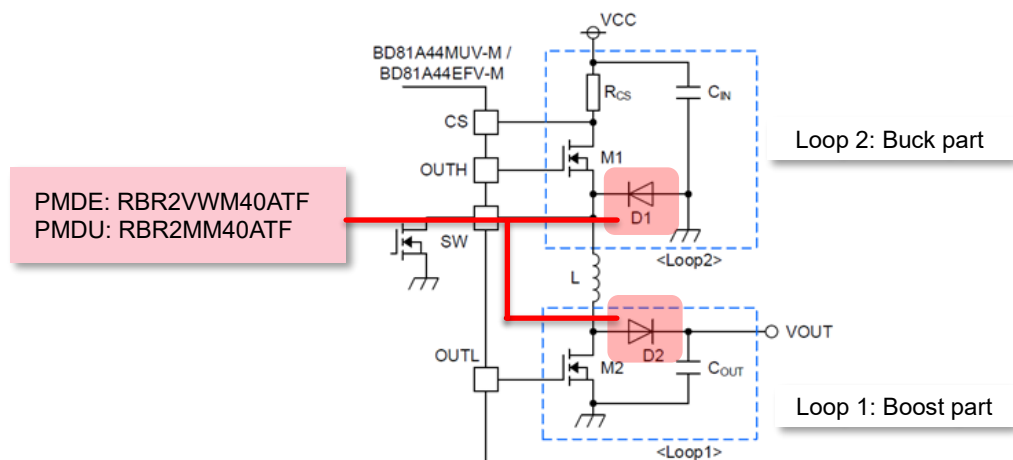 VCC
BD81A44MUV-M /
BD81A44EFV-M
RCS
CIN
CS
Loop 2: Buck part
M1
OUTH
PMDE: RBR2VWM40ATF
PMDU: RBR2MM40ATF
D1
SW
<Loop2>
L
VOUT
OUTL
D2
M2
COUT
Loop 1: Boost part
<Loop1>